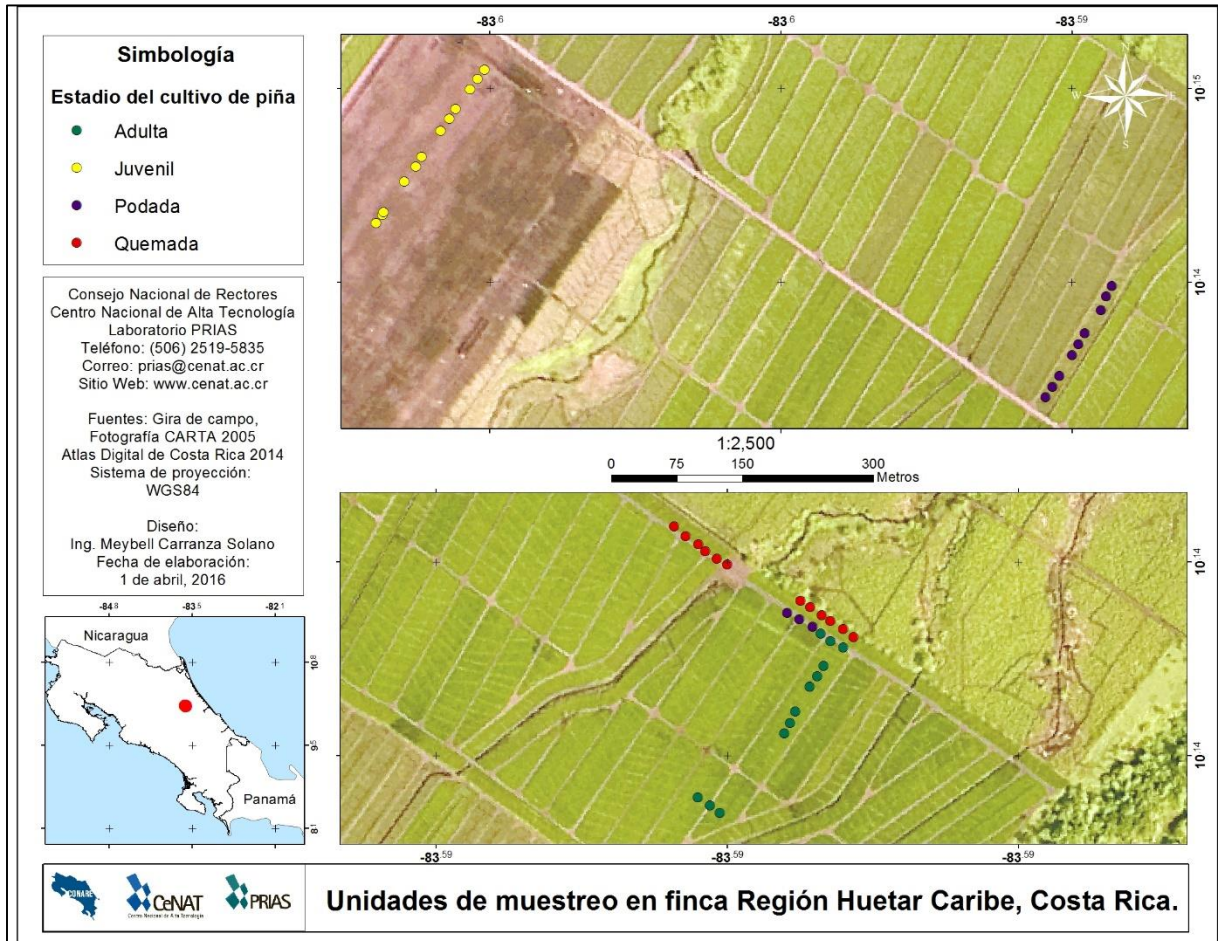 Simbología
Estadio del cultivo de piña
Adulta
Juvenil
Podada
Quemada
Consejo Nacional de Rectores
Centro Nacional de Alta Tecnología
Laboratorio PRIAS
Teléfono: (506) 2519-5835
Correo: prias@cenat.ac.cr
Sitio Web: www.cenat.ac.cr
Fuentes: Gira de campo,
Fotografía CARTA 2005
Atlas Digital de Costa Rica 2014
Sistema de proyección:
WGS84
Diseño:
Ing. Meybell Carranza Solano
Fecha de elaboración:
1 de abril, 2016
-84.8 -83.5 -82.1
Nicaragua
Panamá
10.8
9.5
8.1
-83.6 -83.6 -83.59
N
W E
S
10.15
10.14
1:2,500
0 75 150 300
Metros
10.14
10.14
-83.59 -83.59 -83.59
CONARE
CeNAT
Centro Nacional de Alta Tecnología
PRIAS
Unidades de muestreo en finca Región Huetar Caribe, Costa Rica.